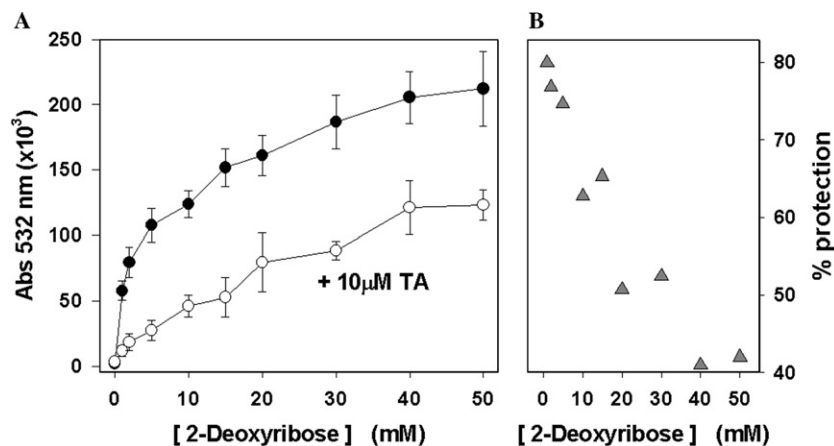 A
B
250
200
150
100
50
0
Abs 532 nm (x10³)
+ 10µM TA
0 10 20 30 40 50
[ 2-Deoxyribose ] (mM)
80
70
60
50
40
% protection
0 10 20 30 40 50
[ 2-Deoxyribose ] (mM)